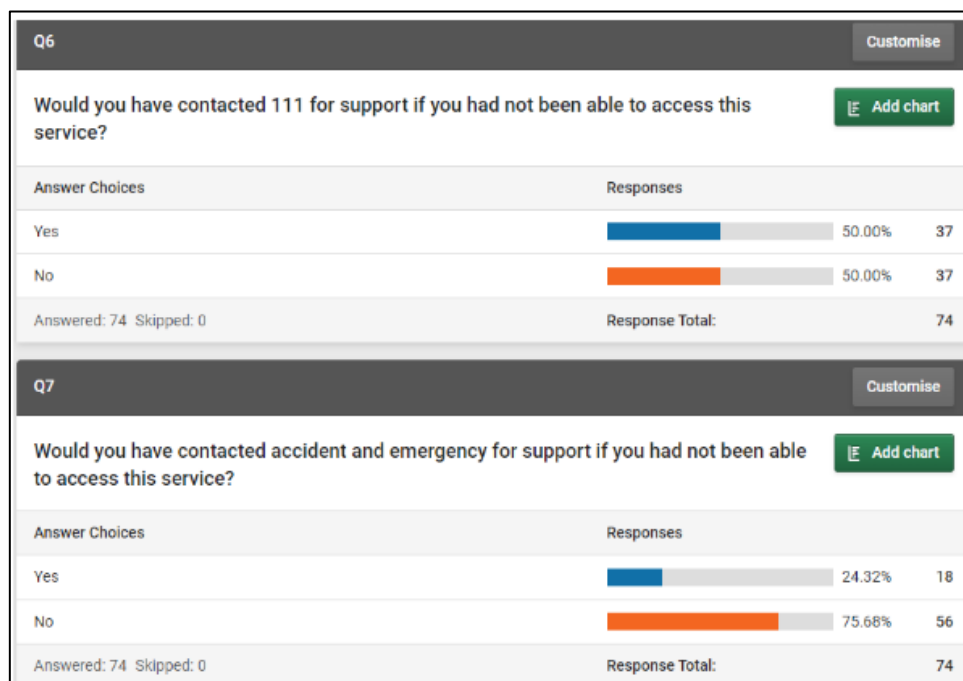 Q6 Customise
Would you have contacted 111 for support if you had not been able to access this Add chart
service?
Answer Choices Responses
Yes 50.00% 37
No 50.00% 37
Answered: 74 Skipped: 0 Response Total: 74
Q7 Customise
Would you have contacted accident and emergency for support if you had not been able Add chart
to access this service?
Answer Choices Responses
Yes 24.32% 18
No 75.68% 56
Answered: 74 Skipped: 0 Response Total: 74